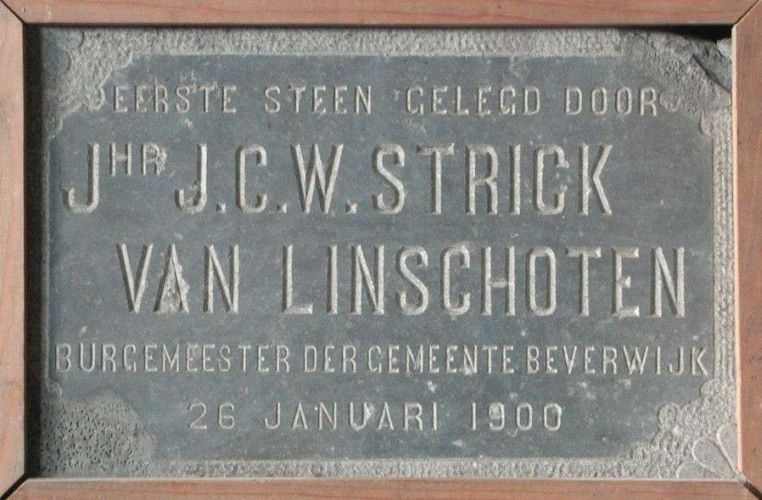 EERSTE STEEN GELEGD DOOR
JHR J.C.W. STRICK
VAN LINSCHOTEN
BURGEMEESTER DER GEMEENTE BEVERWIJK
26 JANUARI 1900